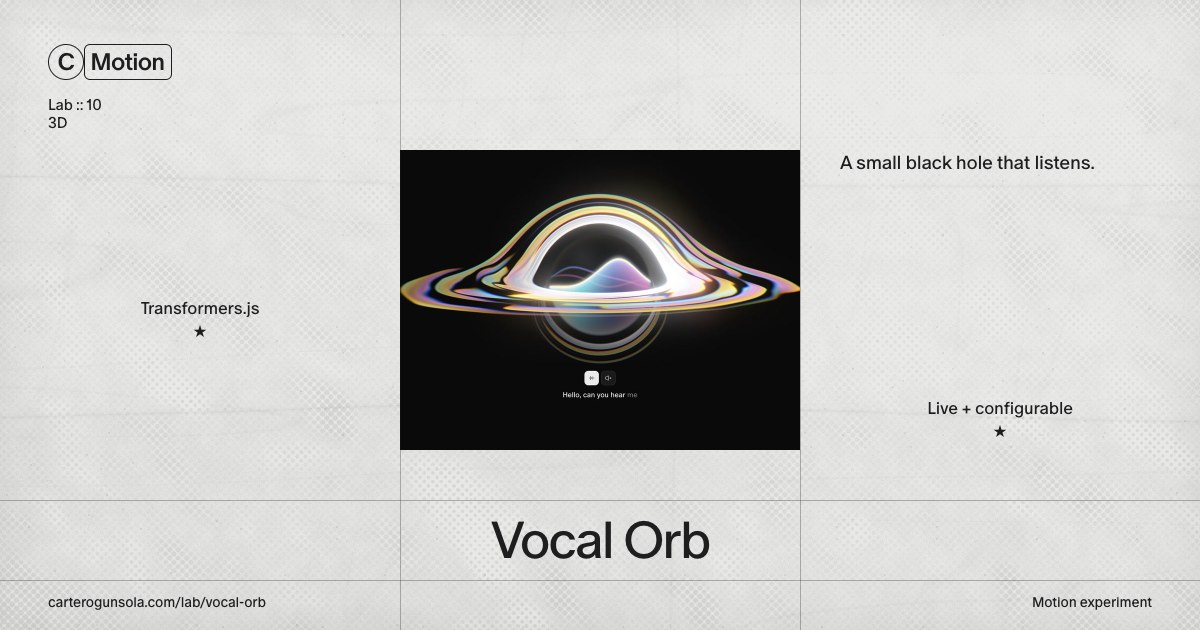 C Motion
Lab :: 10
3D
A small black hole that listens.
Transformers.js
★
Hello, can you hear me
Live + configurable
★
Vocal Orb
carterogunsola.com/lab/vocal-orb
Motion experiment